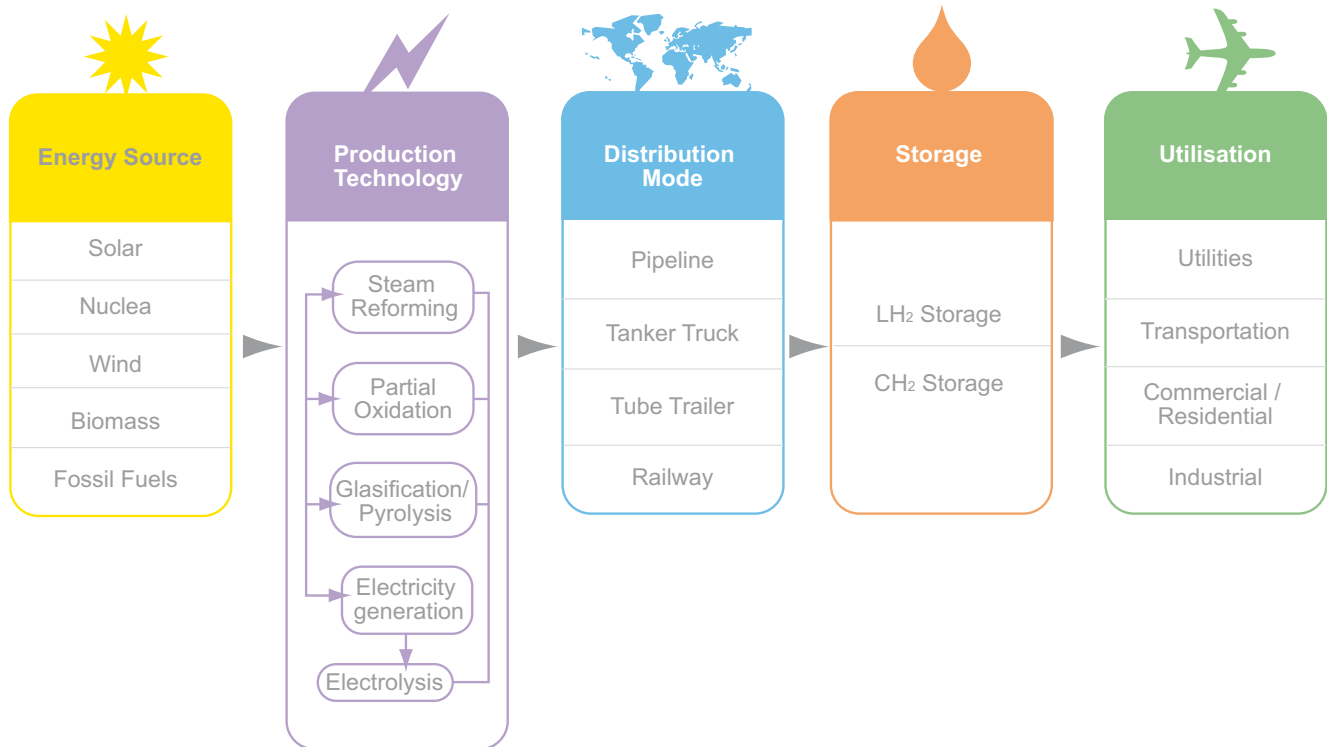 Energy Source
Solar
Nuclea
Wind
Biomass
Fossil Fuels
Production
Technology
Steam
Reforming
Partial
Oxidation
Glasification/
Pyrolysis
Electricity
generation
Electrolysis
Distribution
Mode
Pipeline
Tanker Truck
Tube Trailer
Railway
Storage
LH₂ Storage
CH₂ Storage
Utilisation
Utilities
Transportation
Commercial /
Residential
Industrial